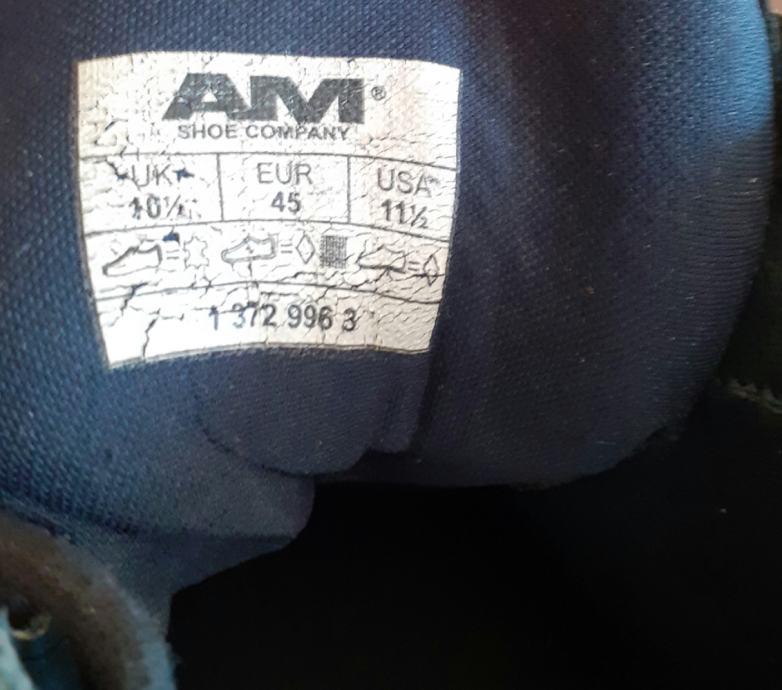 AM®
SHOE COMPANY
UK EUR USA
10½ 45 11½
1 372 996 3